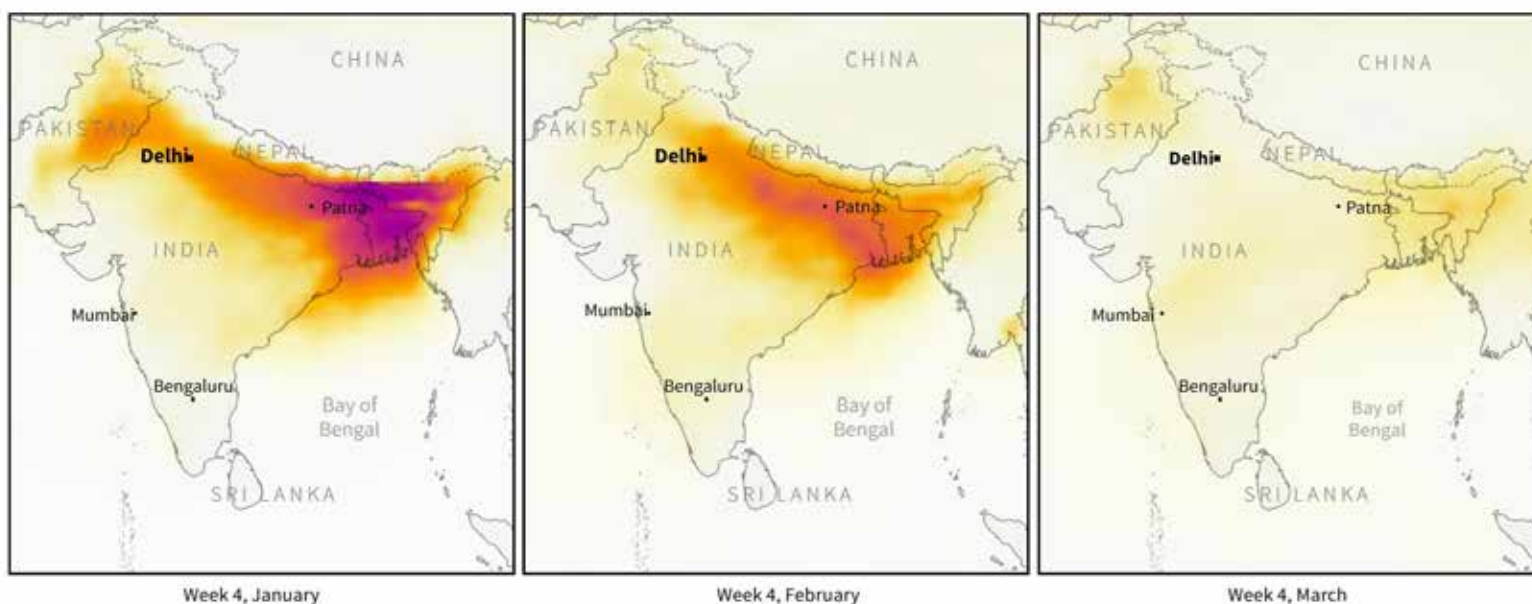 CHINA
PAKISTAN
Delhi
NEPAL
Patna
INDIA
Mumbai
Bengaluru
Bay of
Bengal
SRI LANKA
Week 4, January
CHINA
PAKISTAN
Delhi
NEPAL
Patna
INDIA
Mumbai
Bengaluru
Bay of
Bengal
SRI LANKA
Week 4, February
CHINA
PAKISTAN
Delhi
NEPAL
Patna
INDIA
Mumbai
Bengaluru
Bay of
Bengal
SRI LANKA
Week 4, March